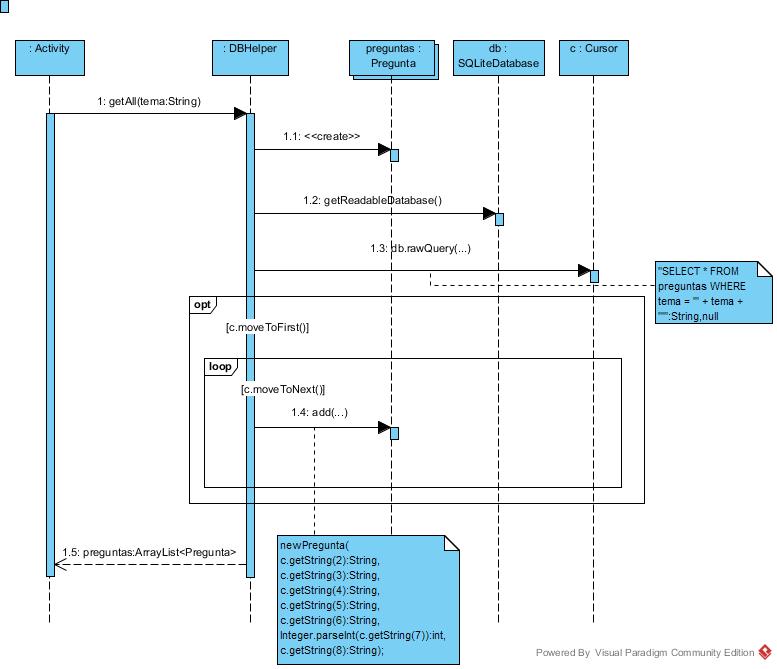 : Activity
: DBHelper
preguntas :
Pregunta
db :
SQLiteDatabase
c : Cursor
1: getAll(tema:String)
1.1: <<create>>
1.2: getReadableDatabase()
1.3: db.rawQuery(...)
"SELECT * FROM
preguntas WHERE
tema = '" + tema +
"'":String,null
opt
[c.moveToFirst()]
loop
[c.moveToNext()]
1.4: add(...)
1.5: preguntas:ArrayList<Pregunta>
newPregunta(
c.getString(2):String,
c.getString(3):String,
c.getString(4):String,
c.getString(5):String,
c.getString(6):String,
Integer.parseInt(c.getString(7)):int,
c.getString(8):String);
Powered By Visual Paradigm Community Edition